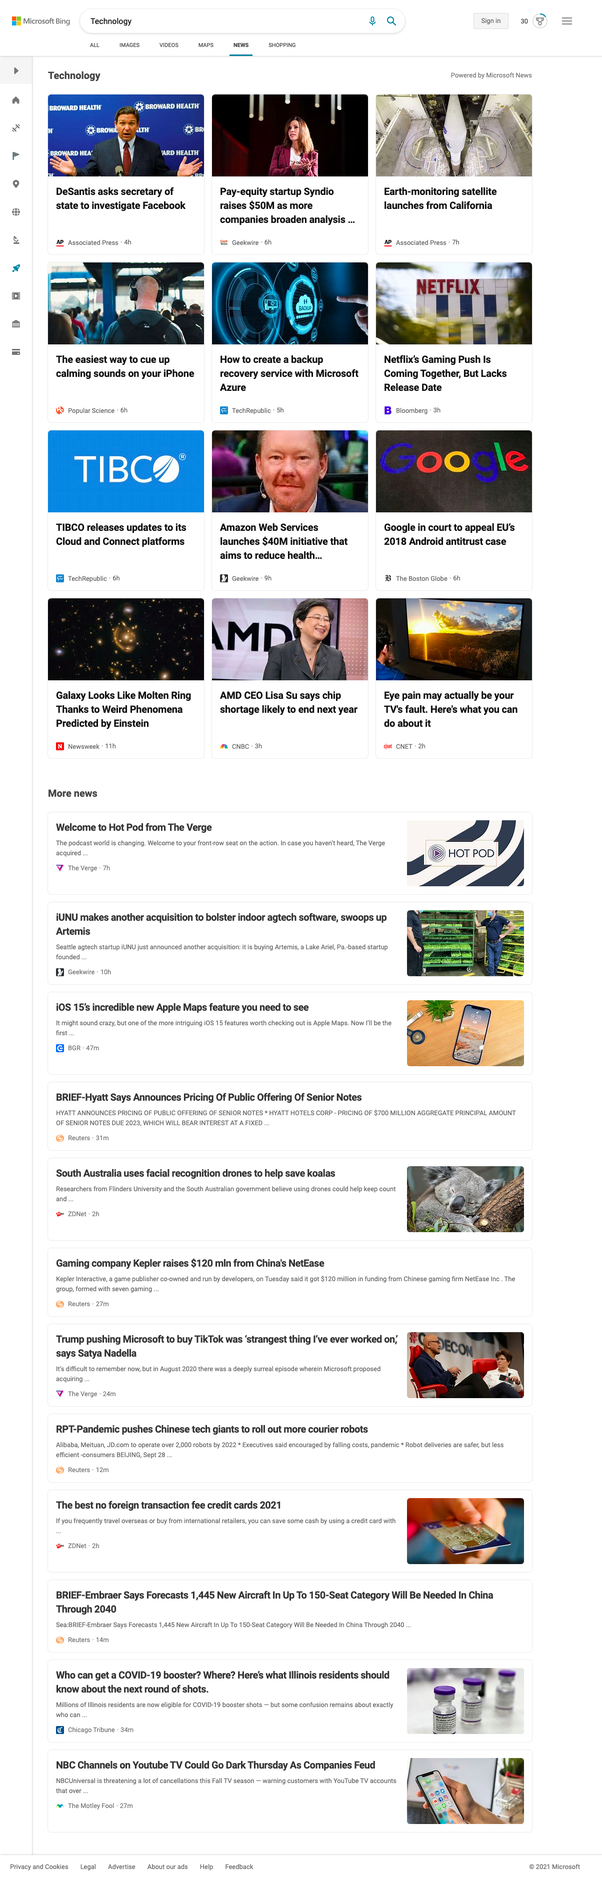 Microsoft Bing
Technology
Sign in
30
ALL IMAGES VIDEOS MAPS NEWS SHOPPING
Technology
Powered by Microsoft News
BROWARD HEALTH
BROWARD HEALTH
DeSantis asks secretary of
state to investigate Facebook
AP Associated Press · 4h
Pay-equity startup Syndio
raises $50M as more
companies broaden analysis ...
Geekwire · 6h
Earth-monitoring satellite
launches from California
AP Associated Press · 7h
The easiest way to cue up
calming sounds on your iPhone
Popular Science · 6h
BACKUP
How to create a backup
recovery service with Microsoft
Azure
TechRepublic · 5h
NETFLIX
Netflix's Gaming Push Is
Coming Together, But Lacks
Release Date
Bloomberg · 3h
TIBCO®
TIBCO releases updates to its
Cloud and Connect platforms
TechRepublic · 6h
Amazon Web Services
launches $40M initiative that
aims to reduce health...
Geekwire · 9h
Google
Google in court to appeal EU's
2018 Android antitrust case
The Boston Globe · 6h
Galaxy Looks Like Molten Ring
Thanks to Weird Phenomena
Predicted by Einstein
N Newsweek · 11h
AMD
AMD CEO Lisa Su says chip
shortage likely to end next year
CNBC · 3h
Eye pain may actually be your
TV's fault. Here's what you can
do about it
CNET · 2h
More news
Welcome to Hot Pod from The Verge
The podcast world is changing. Welcome to your front-row seat on the action. In case you haven't heard, The Verge
acquired ...
The Verge · 7h
HOT POD
iUNU makes another acquisition to bolster indoor agtech software, swoops up
Artemis
Seattle agtech startup iUNU just announced another acquisition: it is buying Artemis, a Lake Ariel, Pa.-based startup
founded ...
Geekwire · 10h
iOS 15's incredible new Apple Maps feature you need to see
It might sound crazy, but one of the more intriguing iOS 15 features worth checking out is Apple Maps. Now I'll be the
first ...
BGR · 47m
BRIEF-Hyatt Says Announces Pricing Of Public Offering Of Senior Notes
HYATT ANNOUNCES PRICING OF PUBLIC OFFERING OF SENIOR NOTES * HYATT HOTELS CORP - PRICING OF $700 MILLION AGGREGATE PRINCIPAL AMOUNT
OF SENIOR NOTES DUE 2023, WHICH WILL BEAR INTEREST AT A FIXED ...
Reuters · 31m
South Australia uses facial recognition drones to help save koalas
Researchers from Flinders University and the South Australian government believe using drones could help keep count
and ...
ZDNet · 2h
Gaming company Kepler raises $120 mln from China's NetEase
Kepler Interactive, a game publisher co-owned and run by developers, on Tuesday said it got $120 million in funding from Chinese gaming firm NetEase Inc . The
group, formed with seven gaming ...
Reuters · 27m
Trump pushing Microsoft to buy TikTok was 'strangest thing I've ever worked on,'
says Satya Nadella
It's difficult to remember now, but in August 2020 there was a deeply surreal episode wherein Microsoft proposed
acquiring ...
The Verge · 24m
RPT-Pandemic pushes Chinese tech giants to roll out more courier robots
Alibaba, Meituan, JD.com to operate over 2,000 robots by 2022 * Executives said encouraged by falling costs, pandemic * Robot deliveries are safer, but less
efficient -consumers BEIJING, Sept 28 ...
Reuters · 12m
The best no foreign transaction fee credit cards 2021
If you frequently travel overseas or buy from international retailers, you can save some cash by using a credit card with
...
ZDNet · 2h
BRIEF-Embraer Says Forecasts 1,445 New Aircraft In Up To 150-Seat Category Will Be Needed In China
Through 2040
Sea:BRIEF-Embraer Says Forecasts 1,445 New Aircraft In Up To 150-Seat Category Will Be Needed In China Through 2040 ...
Reuters · 14m
Who can get a COVID-19 booster? Where? Here's what Illinois residents should
know about the next round of shots.
Millions of Illinois residents are now eligible for COVID-19 booster shots — but some confusion remains about exactly
who can ...
Chicago Tribune · 34m
NBC Channels on Youtube TV Could Go Dark Thursday As Companies Feud
NBCUniversal is threatening a lot of cancellations this Fall TV season — warning customers with YouTube TV accounts
that over ...
The Motley Fool · 27m
Privacy and Cookies Legal Advertise About our ads Help Feedback
© 2021 Microsoft